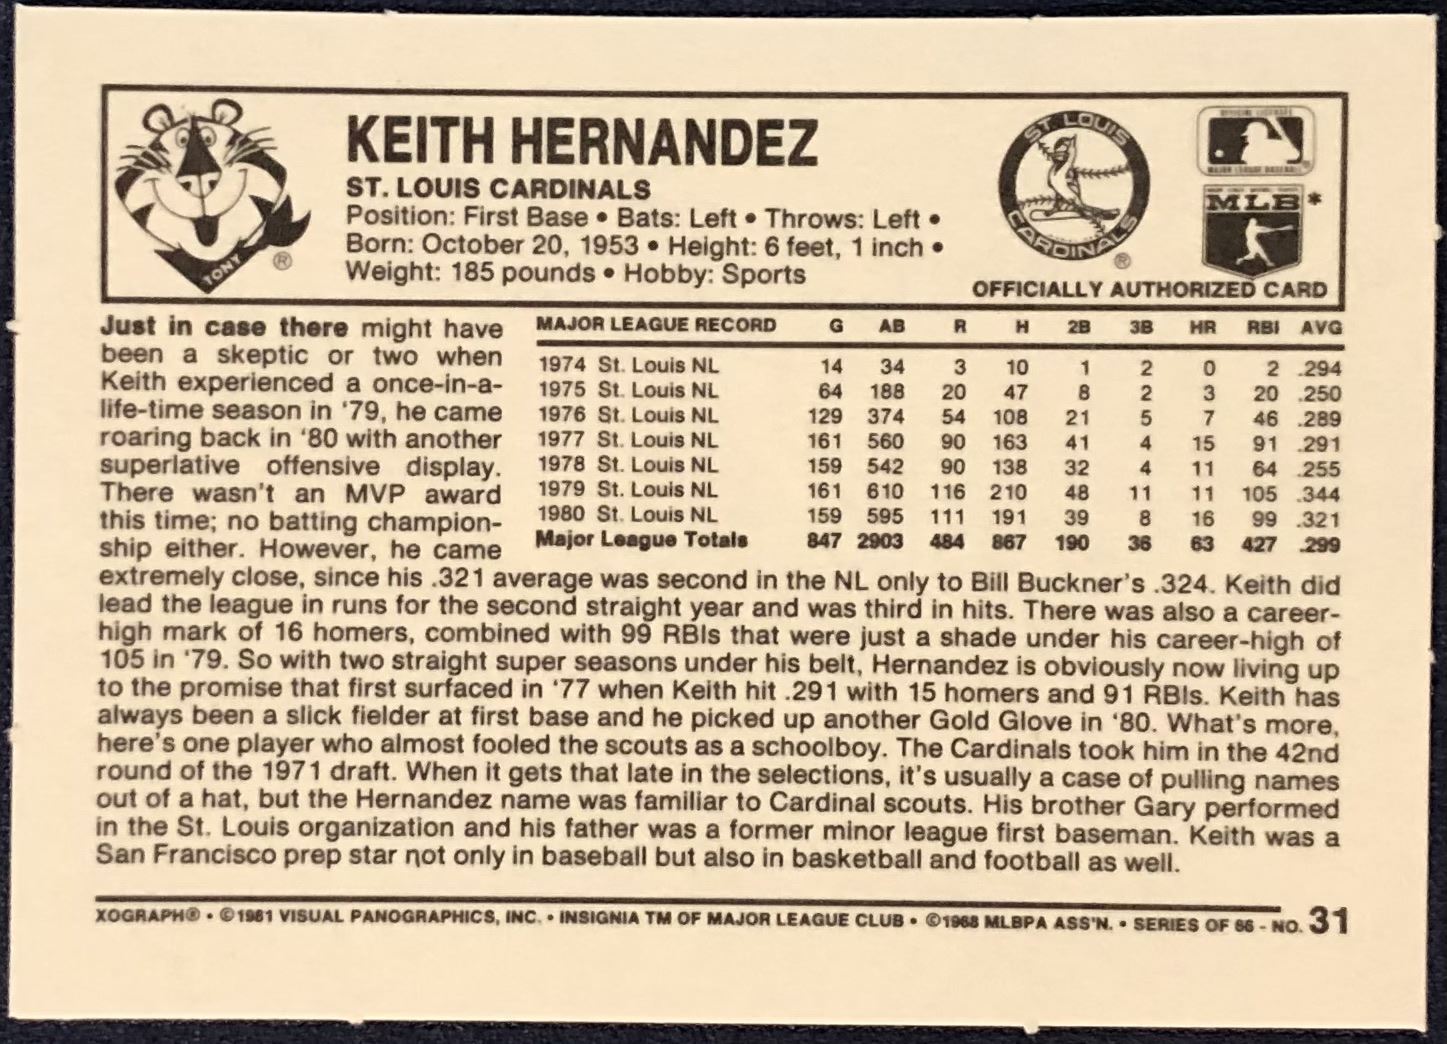 KEITH HERNANDEZ
ST. LOUIS CARDINALS
Position: First Base • Bats: Left • Throws: Left •
Born: October 20, 1953 • Height: 6 feet, 1 inch •
Weight: 185 pounds • Hobby: Sports
TONY ®
ST. LOUIS CARDINALS ®
MAJOR LEAGUE BASEBALL
MLB *
OFFICIALLY AUTHORIZED CARD
MAJOR LEAGUE RECORD G AB R H 2B 3B HR RBI AVG
1974 St. Louis NL 14 34 3 10 1 2 0 2 .294
1975 St. Louis NL 64 188 20 47 8 2 3 20 .250
1976 St. Louis NL 129 374 54 108 21 5 7 46 .289
1977 St. Louis NL 161 560 90 163 41 4 15 91 .291
1978 St. Louis NL 159 542 90 138 32 4 11 64 .255
1979 St. Louis NL 161 610 116 210 48 11 11 105 .344
1980 St. Louis NL 159 595 111 191 39 8 16 99 .321
Major League Totals 847 2903 484 867 190 36 63 427 .299
Just in case there might have
been a skeptic or two when
Keith experienced a once-in-a-
life-time season in '79, he came
roaring back in '80 with another
superlative offensive display.
There wasn't an MVP award
this time; no batting champion-
ship either. However, he came
extremely close, since his .321 average was second in the NL only to Bill Buckner's .324. Keith did
lead the league in runs for the second straight year and was third in hits. There was also a career-
high mark of 16 homers, combined with 99 RBIs that were just a shade under his career-high of
105 in '79. So with two straight super seasons under his belt, Hernandez is obviously now living up
to the promise that first surfaced in '77 when Keith hit .291 with 15 homers and 91 RBIs. Keith has
always been a slick fielder at first base and he picked up another Gold Glove in '80. What's more,
here's one player who almost fooled the scouts as a schoolboy. The Cardinals took him in the 42nd
round of the 1971 draft. When it gets that late in the selections, it's usually a case of pulling names
out of a hat, but the Hernandez name was familiar to Cardinal scouts. His brother Gary performed
in the St. Louis organization and his father was a former minor league first baseman. Keith was a
San Francisco prep star not only in baseball but also in basketball and football as well.
XOGRAPH® • ©1981 VISUAL PANOGRAPHICS, INC. • INSIGNIA TM OF MAJOR LEAGUE CLUB • ©1968 MLBPA ASS'N. • SERIES OF 66 - NO. 31